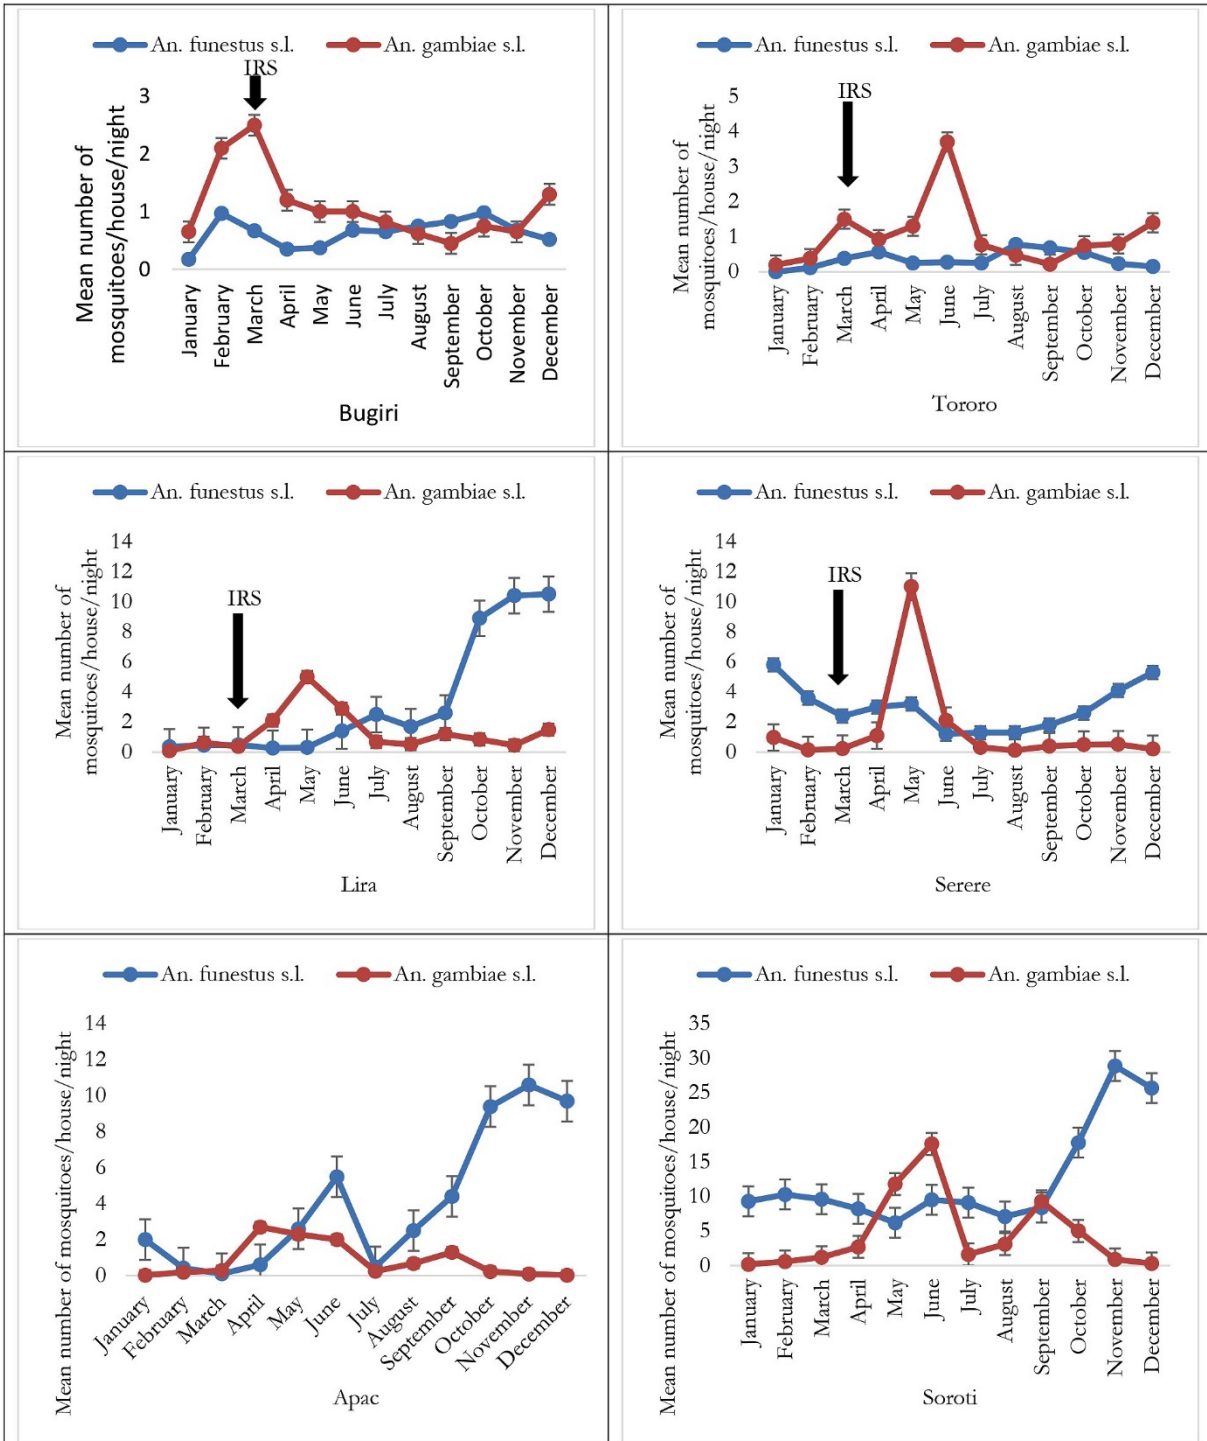 An. funestus s.l. An. gambiae s.l.
IRS
Mean number of
mosquitoes/house/night
3
2
1
0
January
February
March
April
May
June
July
August
September
October
November
December
Bugiri
An. funestus s.l. An. gambiae s.l.
IRS
Mean number of
mosquitoes/house/night
5
4
3
2
1
0
January
February
March
April
May
June
July
August
September
October
November
December
Tororo
An. funestus s.l. An. gambiae s.l.
IRS
Mean number of
mosquitoes/house/night
14
12
10
8
6
4
2
0
January
February
March
April
May
June
July
August
September
October
November
December
Lira
An. funestus s.l. An. gambiae s.l.
IRS
Mean number of
mosquitoes/house/night
14
12
10
8
6
4
2
0
January
February
March
April
May
June
July
August
September
October
November
December
Serere
An. funestus s.l. An. gambiae s.l.
Mean number of mosquitoes/house/night
14
12
10
8
6
4
2
0
January
February
March
April
May
June
July
August
September
October
November
December
Apac
An. funestus s.l. An. gambiae s.l.
Mean number of mosquitoes/house/night
35
30
25
20
15
10
5
0
January
February
March
April
May
June
July
August
September
October
November
December
Soroti